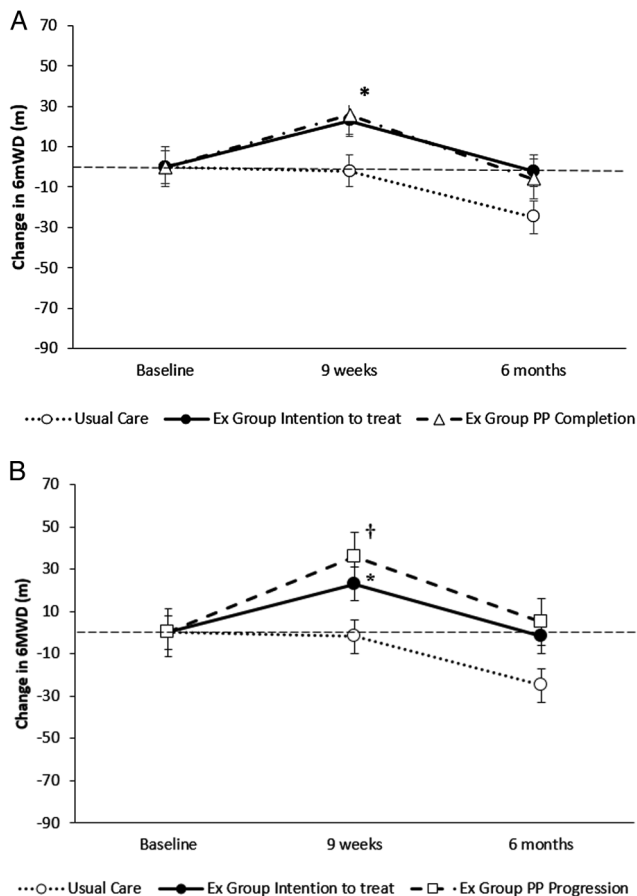 A
Change in 6mWD (m)
70
50
30
10
-10
-30
-50
-70
-90
*
Baseline
9 weeks
6 months
Usual Care
Ex Group Intention to treat
Ex Group PP Completion
B
Change in 6MWD (m)
70
50
30
10
-10
-30
-50
-70
-90
†
*
Baseline
9 weeks
6 months
Usual Care
Ex Group Intention to treat
Ex Group PP Progression